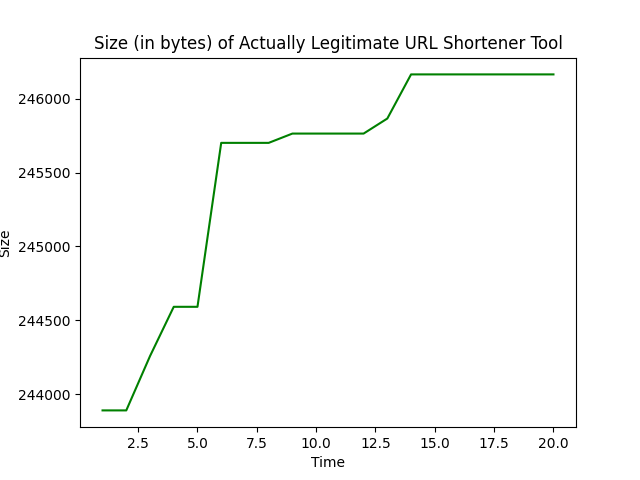 Size (in bytes) of Actually Legitimate URL Shortener Tool
246000
245500
245000
244500
244000
Size
2.5 5.0 7.5 10.0 12.5 15.0 17.5 20.0
Time